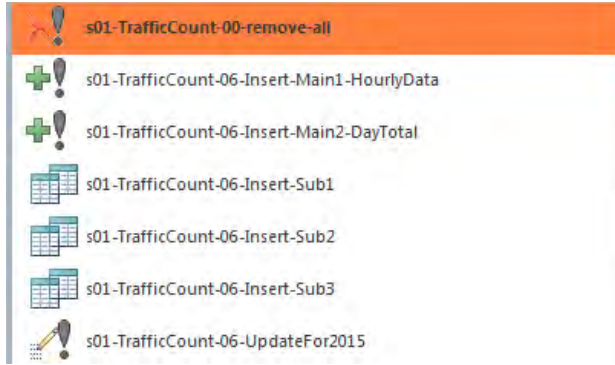 s01-TrafficCount-00-remove-all
s01-TrafficCount-06-Insert-Main1-HourlyData
s01-TrafficCount-06-Insert-Main2-DayTotal
s01-TrafficCount-06-Insert-Sub1
s01-TrafficCount-06-Insert-Sub2
s01-TrafficCount-06-Insert-Sub3
s01-TrafficCount-06-UpdateFor2015